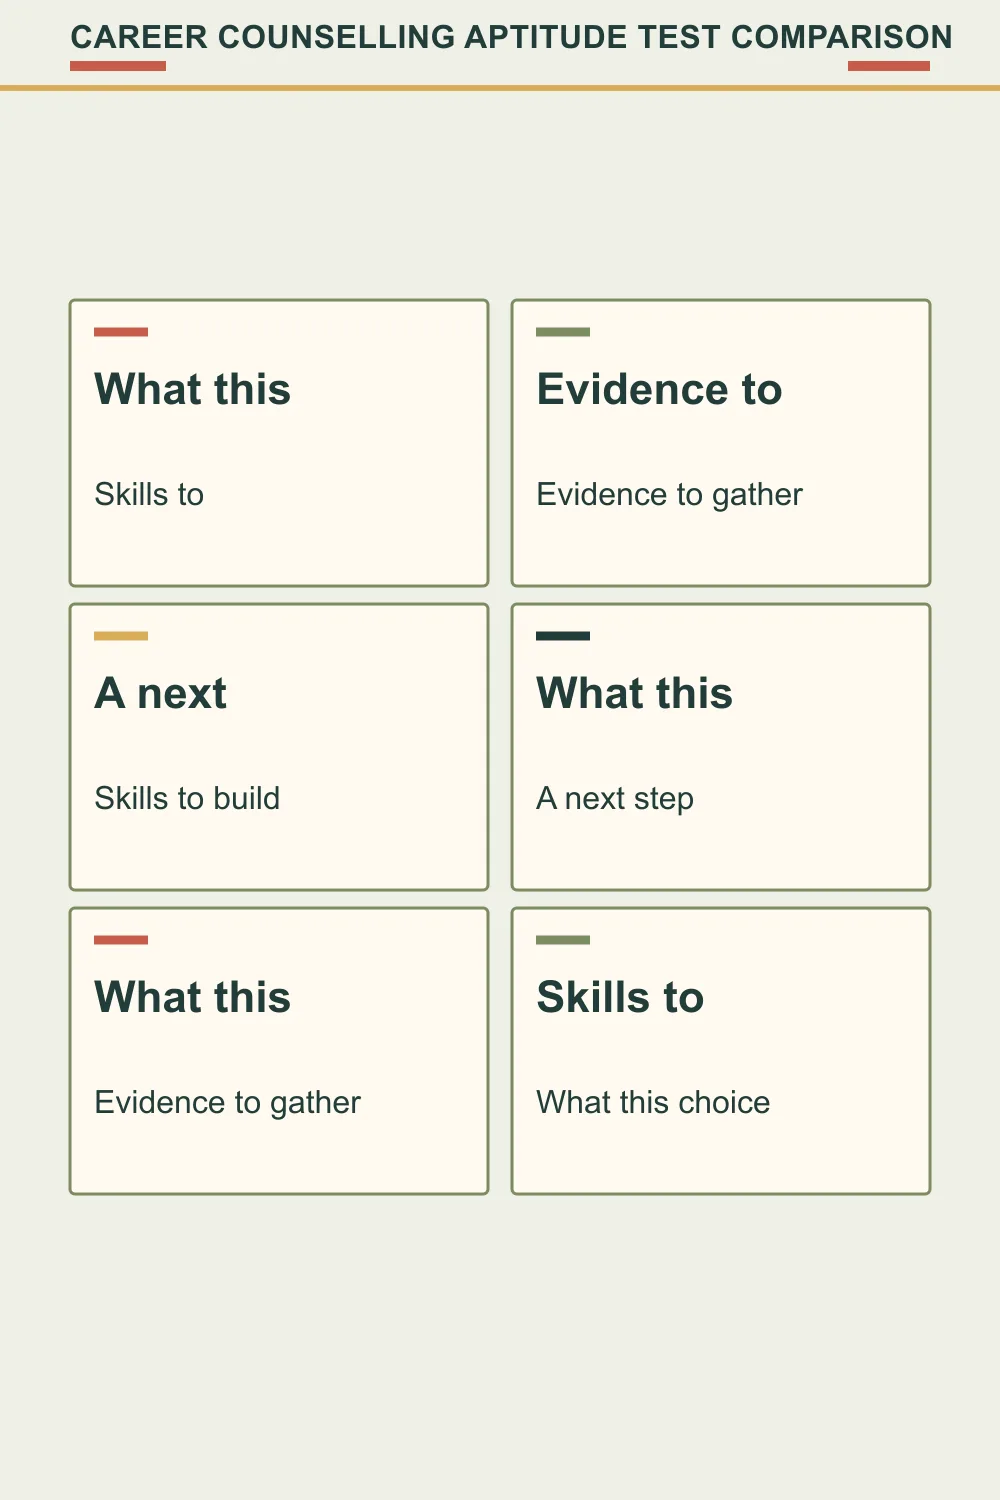 CAREER COUNSELLING APTITUDE TEST COMPARISON
What this
Skills to
Evidence to
Evidence to gather
A next
Skills to build
What this
A next step
What this
Evidence to gather
Skills to
What this choice